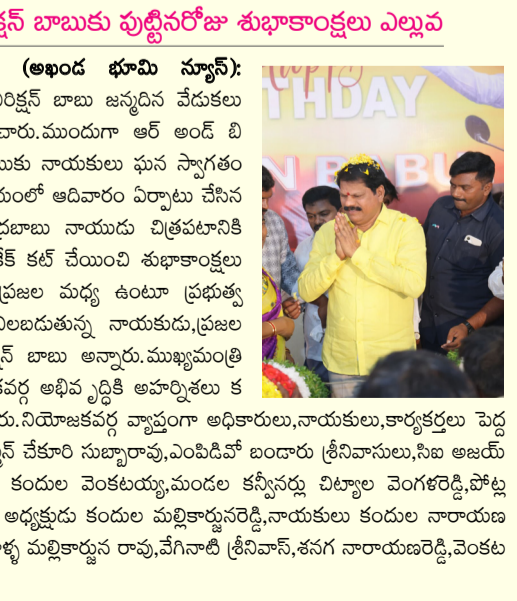 క్షన్ బాబుకు పుట్టినరోజు శుభాకాంక్షలు ఎల్లువ
(అఖండ భూమి న్యూస్):
రిక్షన్ బాబు జన్మదిన వేడుకలు
చారు.ముందుగా ఆర్ అండ్ బి
బుకు నాయకులు ఘన స్వాగతం
యంలో ఆదివారం ఏర్పాటు చేసిన
ద్రబాబు నాయుడు చిత్రపటానికి
కేక్ కట్ చేయించి శుభాకాంక్షలు
ప్రజల మధ్య ఉంటూ ప్రభుత్వ
నిలబడుతున్న నాయకుడు,ప్రజల
న్ బాబు అన్నారు.ముఖ్యమంత్రి
కవర్గ అభివృద్ధికి అహర్నిశలు క
రు.నియోజకవర్గ వ్యాప్తంగా అధికారులు,నాయకులు,కార్యకర్తలు పెద్ద
న్ చేకూరి సుబ్బారావు,ఎంపిడివో బండారు శ్రీనివాసులు,సిఐ అజయ్
కందుల వెంకటయ్య,మండల కన్వీనర్లు చిట్యాల వెంగళరెడ్డి,పోట్ల
అధ్యక్షుడు కందుల మల్లికార్జునరెడ్డి,నాయకులు కందుల నారాయణ
ళ్ళ మల్లికార్జున రావు,వేగినాటి శ్రీనివాస్,శనగ నారాయణరెడ్డి,వెంకట
THDAY
N BABU